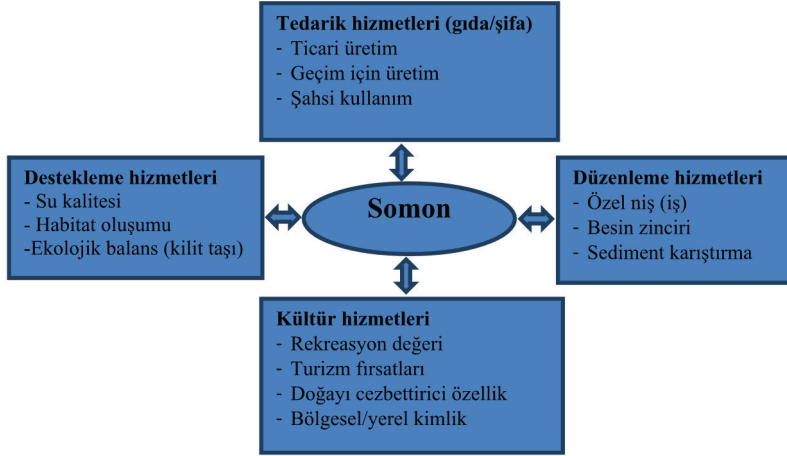 Tedarik hizmetleri (gıda/şifa)
- Ticari üretim
- Geçim için üretim
- Şahsi kullanım
Destekleme hizmetleri
- Su kalitesi
- Habitat oluşumu
-Ekolojik balans (kilit taşı)
Somon
Düzenleme hizmetleri
- Özel niş (iş)
- Besin zinciri
- Sediment karıştırma
Kültür hizmetleri
- Rekreasyon değeri
- Turizm fırsatları
- Doğayı cezbettirici özellik
- Bölgesel/yerel kimlik